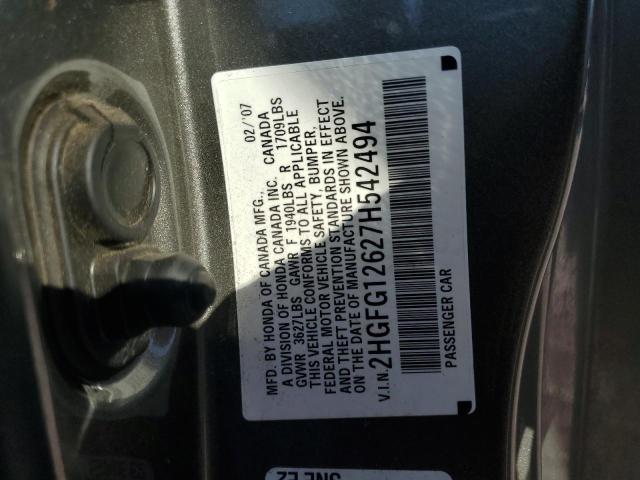 MFD. BY HONDA OF CANADA MFG., 02/'07
A DIVISION OF HONDA CANADA INC. CANADA
GVWR 3627LBS GAWR F 1940LBS R 1709LBS
THIS VEHICLE CONFORMS TO ALL APPLICABLE
FEDERAL MOTOR VEHICLE SAFETY, BUMPER,
AND THEFT PREVENTION STANDARDS IN EFFECT
ON THE DATE OF MANUFACTURE SHOWN ABOVE.
V.I.N. 2HGFG12627H542494
PASSENGER CAR